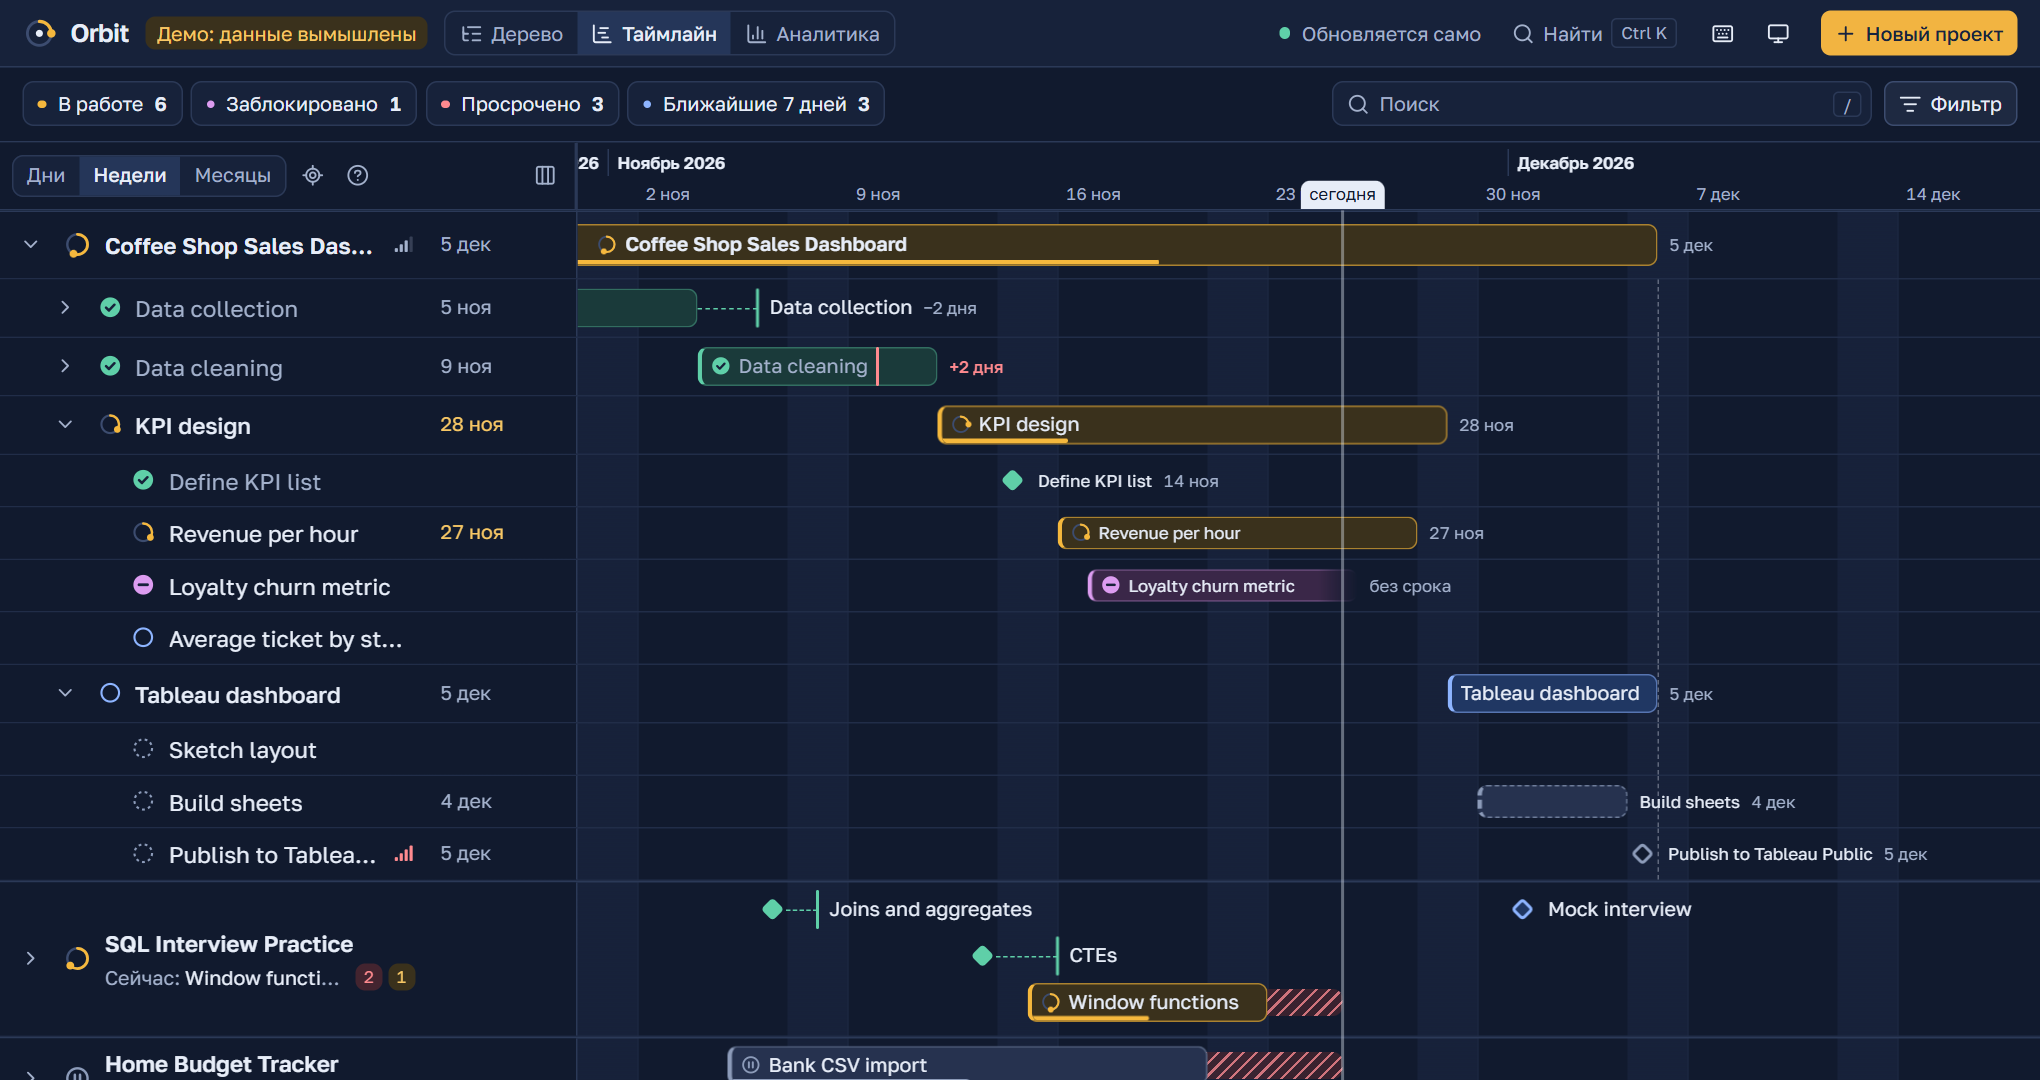 Orbit
Демо: данные вымышлены
Дерево
Таймлайн
Аналитика
Обновляется само
Найти
Ctrl K
+ Новый проект
В работе 6
Заблокировано 1
Просрочено 3
Ближайшие 7 дней 3
Поиск
/
Фильтр
Дни
Недели
Месяцы
26
Ноябрь 2026
Декабрь 2026
2 ноя
9 ноя
16 ноя
23
сегодня
30 ноя
7 дек
14 дек
Coffee Shop Sales Das...
5 дек
Coffee Shop Sales Dashboard
5 дек
Data collection
5 ноя
Data collection −2 дня
Data cleaning
9 ноя
Data cleaning
+2 дня
KPI design
28 ноя
KPI design
28 ноя
Define KPI list
Define KPI list 14 ноя
Revenue per hour
27 ноя
Revenue per hour
27 ноя
Loyalty churn metric
Loyalty churn metric
без срока
Average ticket by st...
Tableau dashboard
5 дек
Tableau dashboard
5 дек
Sketch layout
Build sheets
4 дек
Build sheets 4 дек
Publish to Tablea...
5 дек
Publish to Tableau Public 5 дек
SQL Interview Practice
Сейчас: Window functi...
2
1
Joins and aggregates
Mock interview
CTEs
Window functions
Home Budget Tracker
Bank CSV import